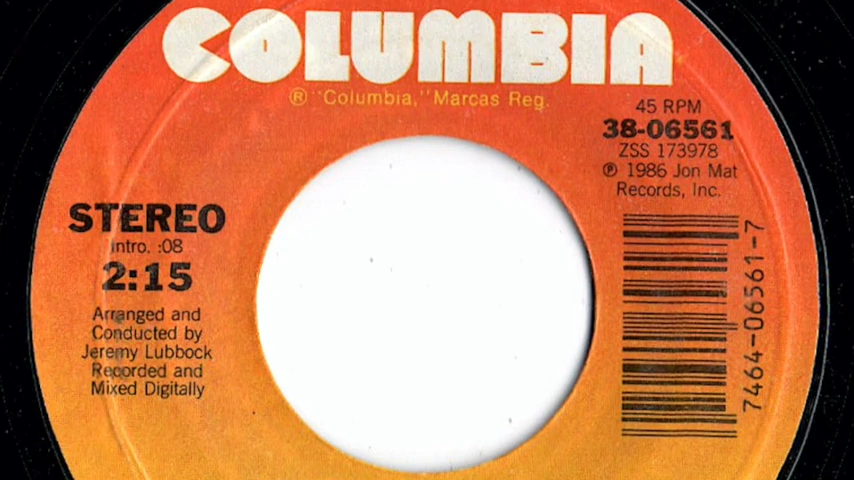 COLUMBIA
® "Columbia," Marcas Reg.
45 RPM
38-06561
ZSS 173978
℗ 1986 Jon Mat
Records, Inc.
STEREO
Intro. :08
2:15
Arranged and
Conducted by
Jeremy Lubbock
Recorded and
Mixed Digitally
7464-06561-7